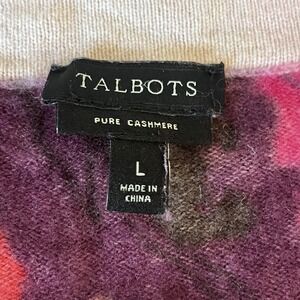 TALBOTS
PURE CASHMERE
L
MADE IN
CHINA